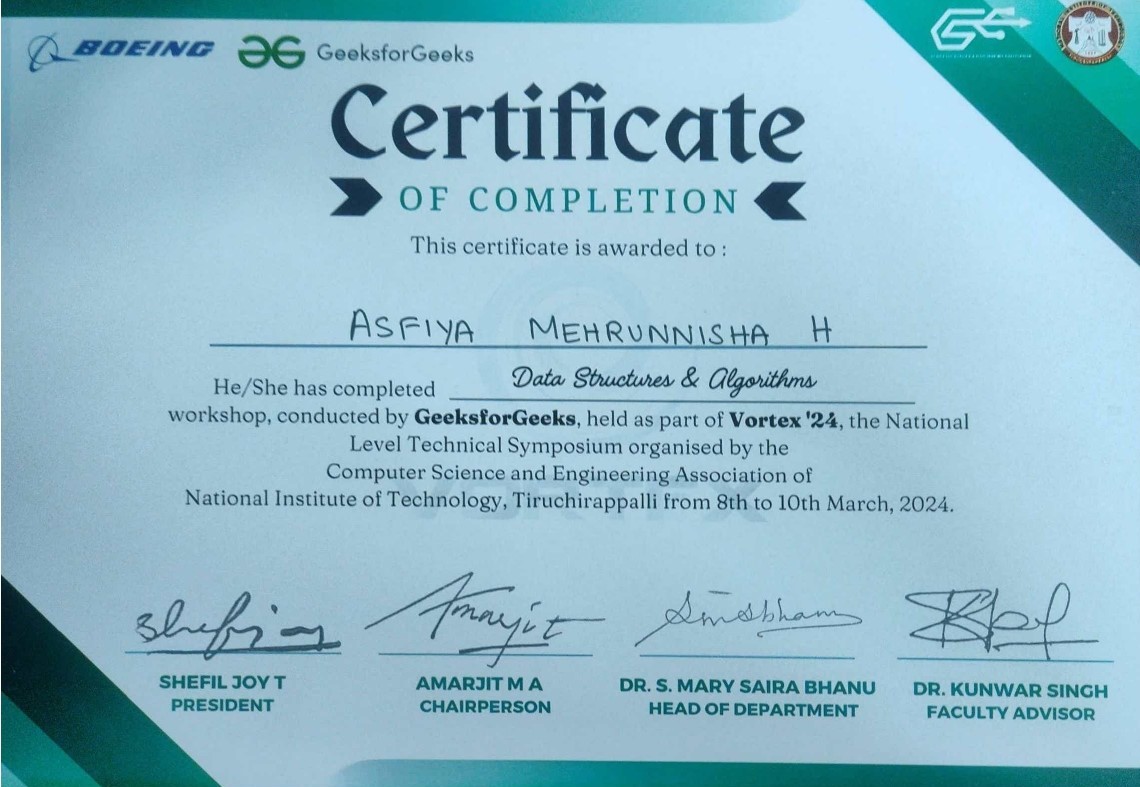 BOEING GeeksforGeeks
Certificate
OF COMPLETION
This certificate is awarded to :
ASFIYA MEHRUNNISHA H
He/She has completed Data Structures & Algorithms
workshop, conducted by GeeksforGeeks, held as part of Vortex '24, the National
Level Technical Symposium organised by the
Computer Science and Engineering Association of
National Institute of Technology, Tiruchirappalli from 8th to 10th March, 2024.
Shefil Joy
Amarjit
SHEFIL JOY T AMARJIT M A DR. S. MARY SAIRA BHANU DR. KUNWAR SINGH
PRESIDENT CHAIRPERSON HEAD OF DEPARTMENT FACULTY ADVISOR